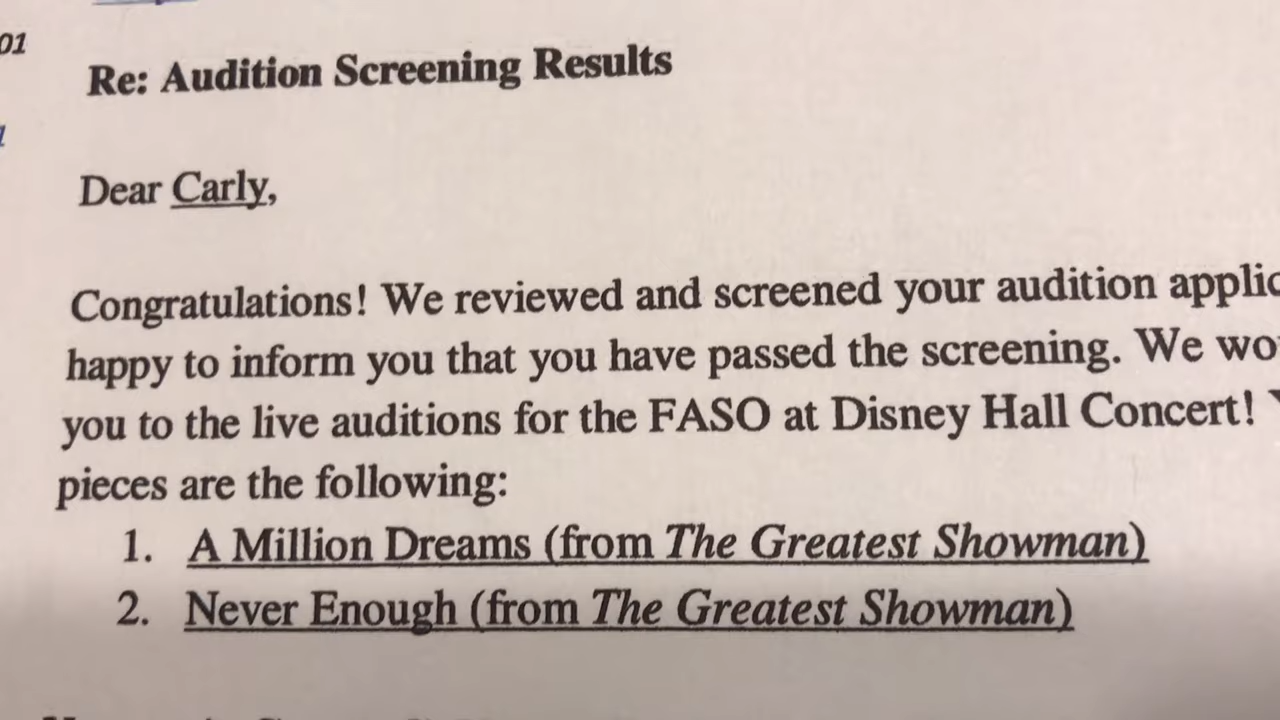 01
Re: Audition Screening Results
Dear Carly,
Congratulations! We reviewed and screened your audition
happy to inform you that you have passed the screening. We
you to the live auditions for the FASO at Disney Hall Concert!
pieces are the following:
1. A Million Dreams (from The Greatest Showman)
2. Never Enough (from The Greatest Showman)